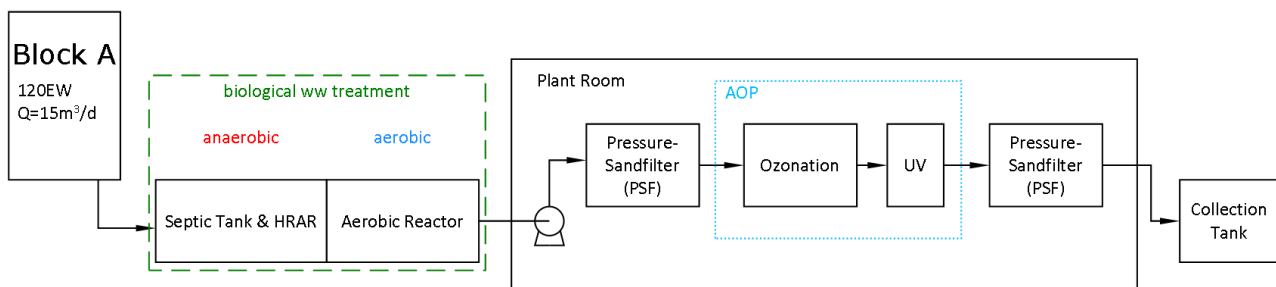 Block A
120EW
Q=15m³/d
biological ww treatment
anaerobic
aerobic
Septic Tank & HRAR
Aerobic Reactor
Plant Room
Pressure-
Sandfilter
(PSF)
AOP
Ozonation
UV
Pressure-
Sandfilter
(PSF)
Collection
Tank